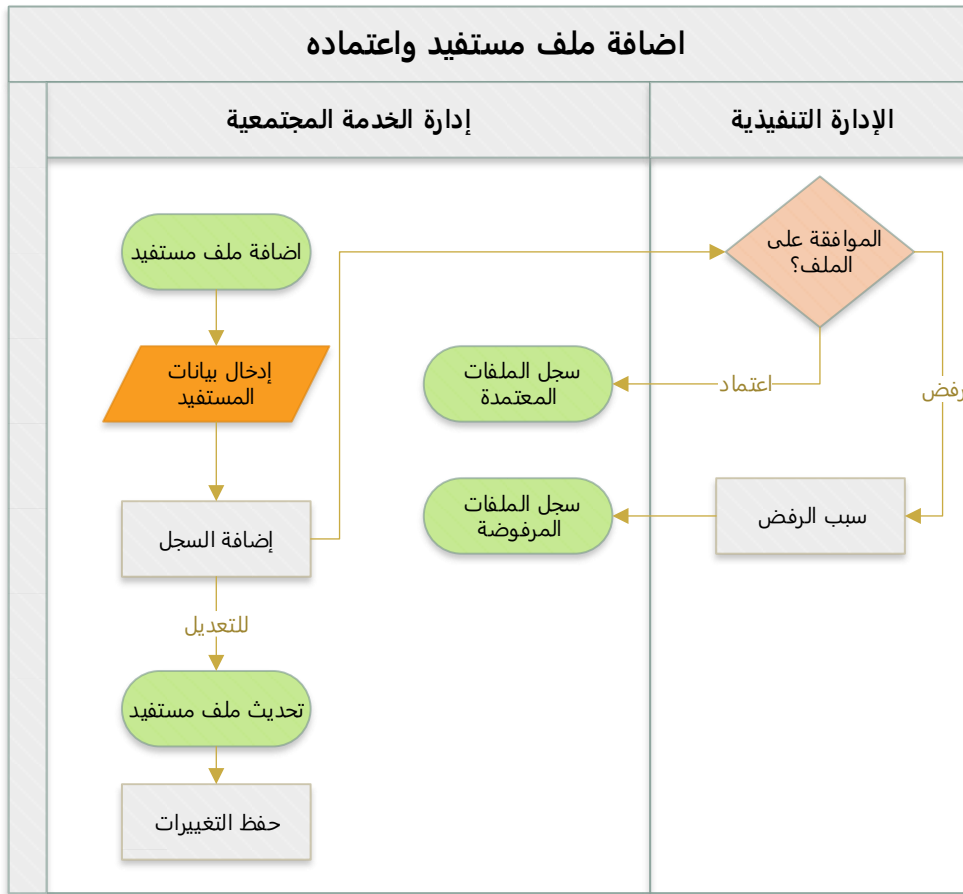 اضافة ملف مستفيد واعتماده
الإدارة التنفيذية
إدارة الخدمة المجتمعية
الموافقة على
الملف؟
اضافة ملف مستفيد
إدخال بيانات
المستفيد
سجل الملفات
المعتمدة
اعتماد
رفض
سجل الملفات
المرفوضة
سبب الرفض
إضافة السجل
للتعديل
تحديث ملف مستفيد
حفظ التغييرات